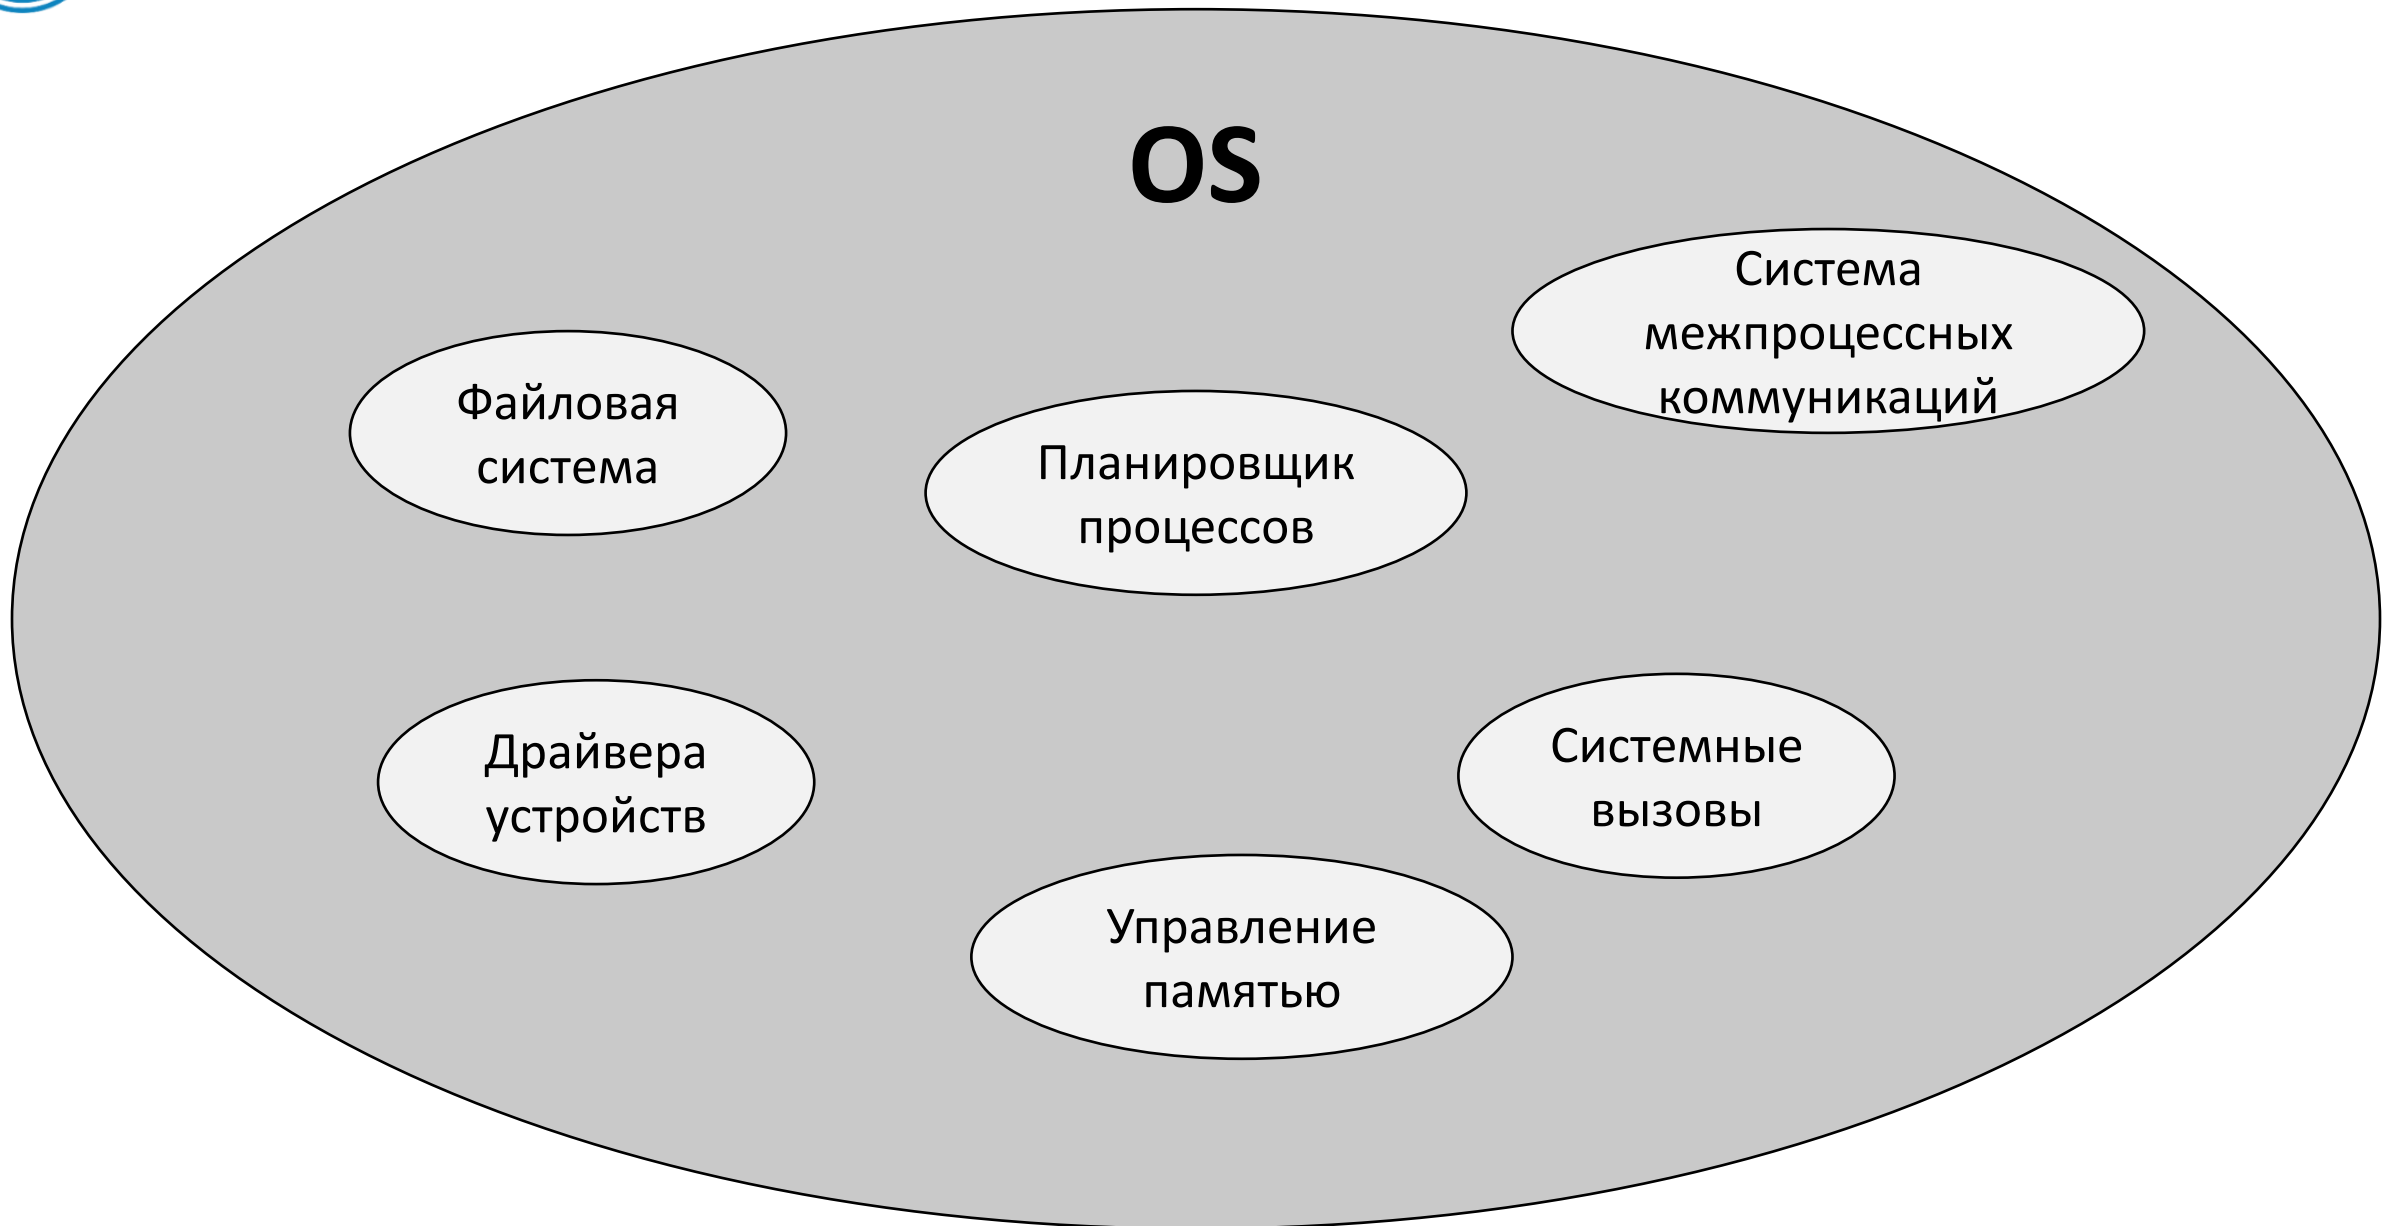 OS
Система
межпроцессных
коммуникаций
Файловая
система
Планировщик
процессов
Драйвера
устройств
Системные
вызовы
Управление
памятью